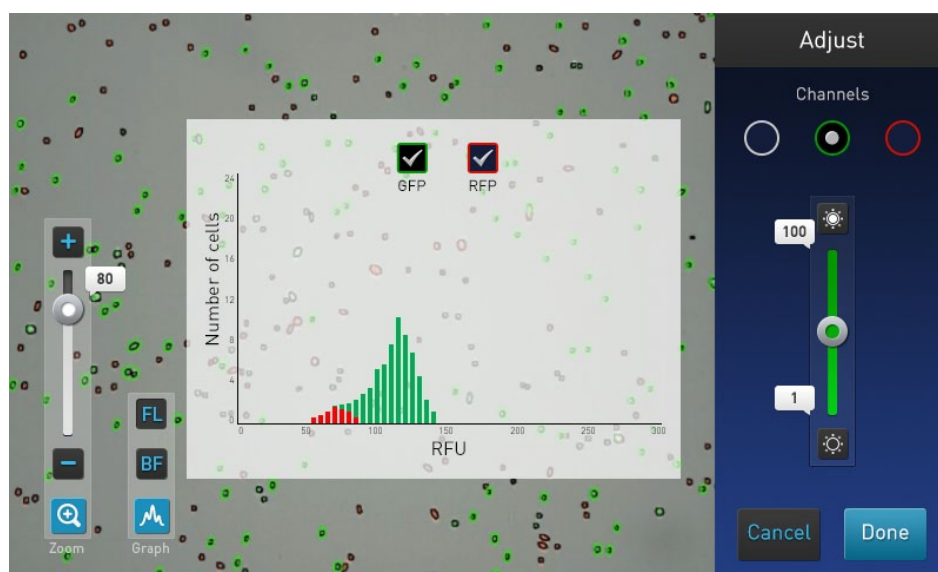 Adjust
Channels
GFP RFP
Number of cells
24
20
16
12
8
4
0
0 50 100 150 200 250 300
RFU
+
80
−
FL
BF
Zoom Graph
100
1
Cancel Done